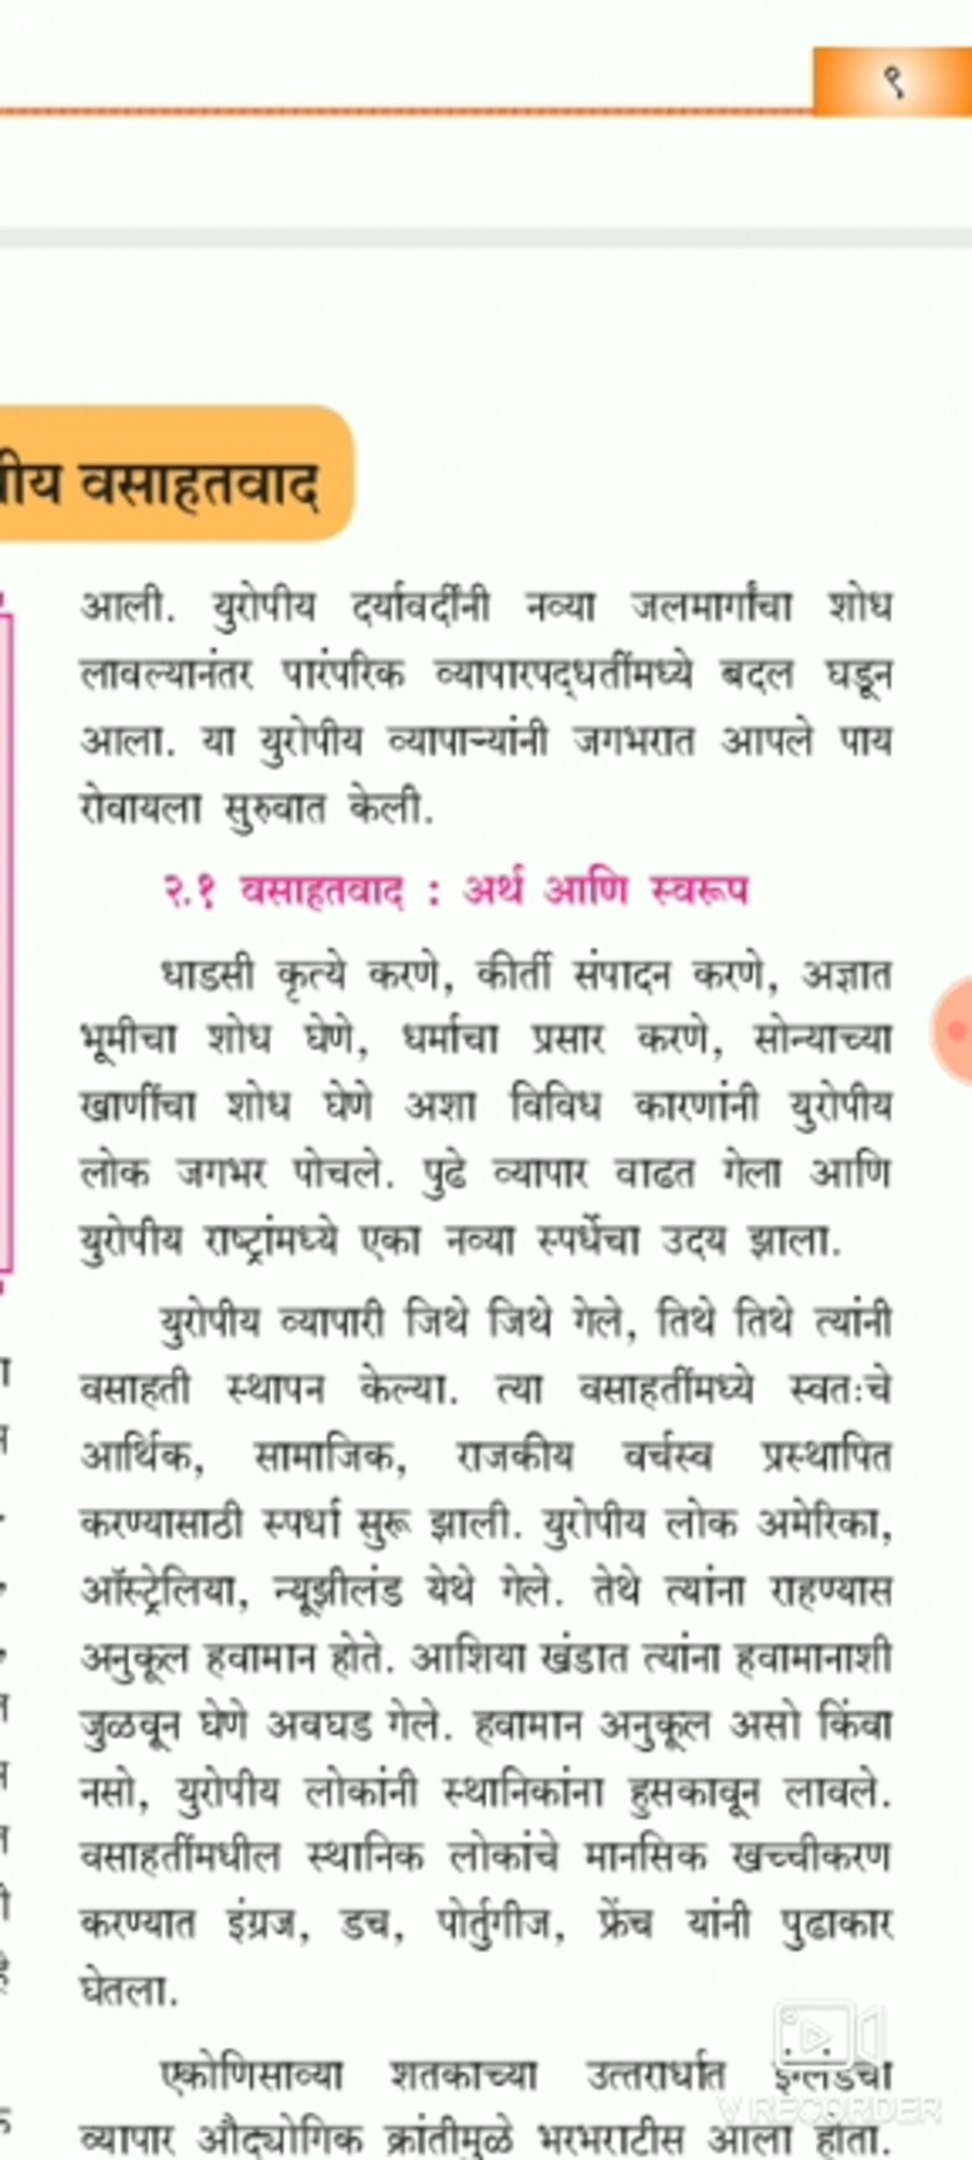 ९
वसाहतवाद
आली. युरोपीय दर्यावर्दींनी नव्या जलमार्गांचा शोध
लावल्यानंतर पारंपरिक व्यापारपद्धतींमध्ये बदल घडून
आला. या युरोपीय व्यापाऱ्यांनी जगभरात आपले पाय
रोवायला सुरुवात केली.
२.१ वसाहतवाद : अर्थ आणि स्वरूप
धाडसी कृत्ये करणे, कीर्ती संपादन करणे, अज्ञात
भूमीचा शोध घेणे, धर्माचा प्रसार करणे, सोन्याच्या
खाणींचा शोध घेणे अशा विविध कारणांनी युरोपीय
लोक जगभर पोचले. पुढे व्यापार वाढत गेला आणि
युरोपीय राष्ट्रांमध्ये एका नव्या स्पर्धेचा उदय झाला.
युरोपीय व्यापारी जिथे जिथे गेले, तिथे तिथे त्यांनी
वसाहती स्थापन केल्या. त्या वसाहतींमध्ये स्वतःचे
आर्थिक, सामाजिक, राजकीय वर्चस्व प्रस्थापित
करण्यासाठी स्पर्धा सुरू झाली. युरोपीय लोक अमेरिका,
ऑस्ट्रेलिया, न्यूझीलंड येथे गेले. तेथे त्यांना राहण्यास
अनुकूल हवामान होते. आशिया खंडात त्यांना हवामानाशी
जुळवून घेणे अवघड गेले. हवामान अनुकूल असो किंवा
नसो, युरोपीय लोकांनी स्थानिकांना हुसकावून लावले.
वसाहतींमधील स्थानिक लोकांचे मानसिक खच्चीकरण
करण्यात इंग्रज, डच, पोर्तुगीज, फ्रेंच यांनी पुढाकार
घेतला.
एकोणिसाव्या शतकाच्या उत्तरार्धात इंग्लंडचा
व्यापार औद्योगिक क्रांतीमुळे भरभराटीस आला होता.
V RECORDER